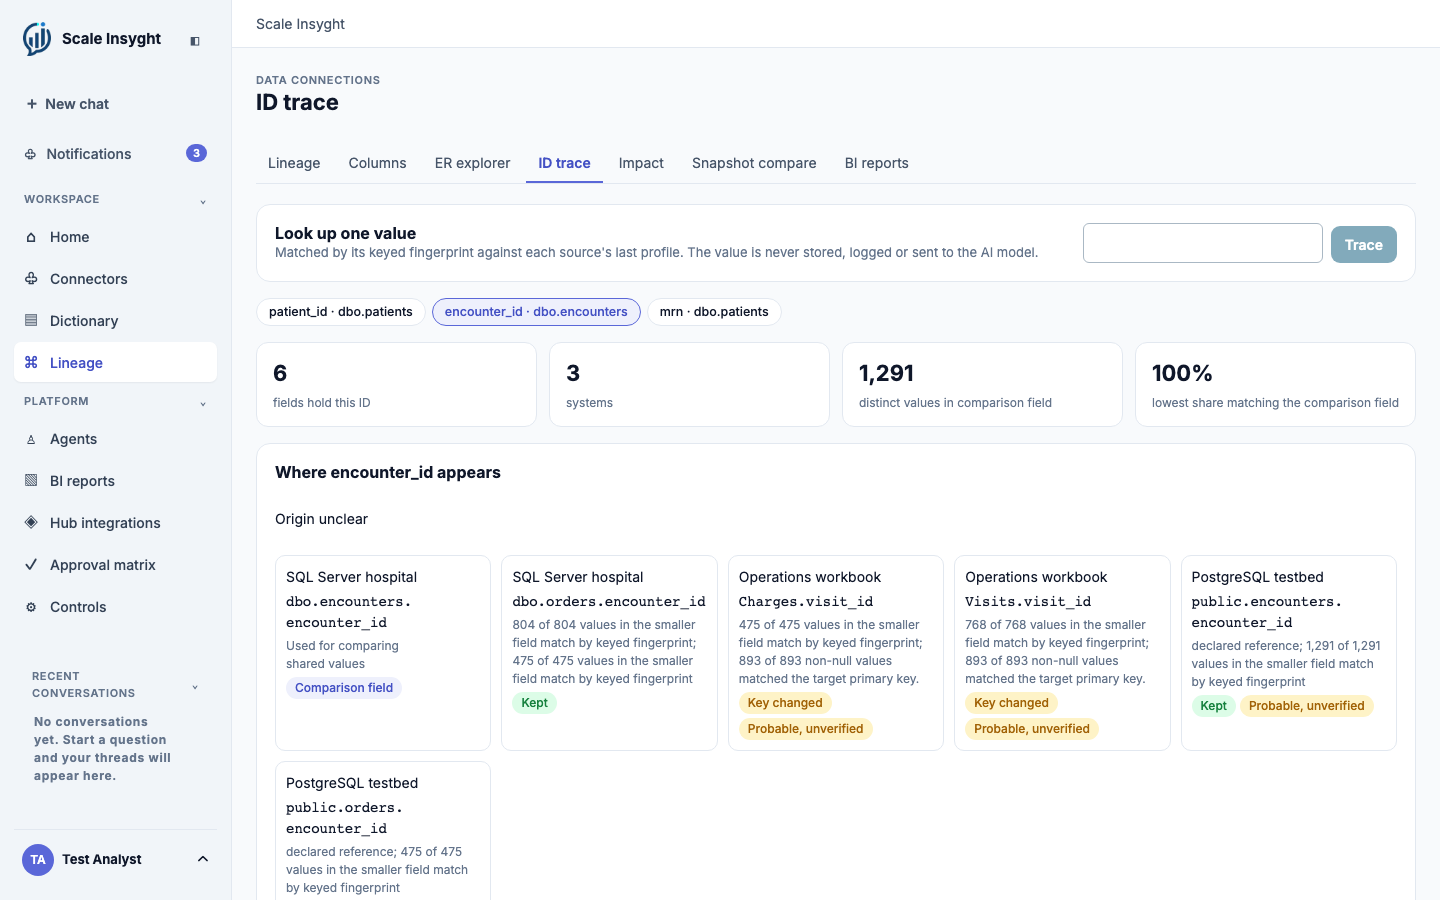 Scale Insyght
Scale Insyght
+ New chat
Notifications 3
WORKSPACE
Home
Connectors
Dictionary
Lineage
PLATFORM
Agents
BI reports
Hub integrations
Approval matrix
Controls
RECENT
CONVERSATIONS
No conversations
yet. Start a question
and your threads will
appear here.
TA Test Analyst
DATA CONNECTIONS
ID trace
Lineage Columns ER explorer ID trace Impact Snapshot compare BI reports
Look up one value
Matched by its keyed fingerprint against each source's last profile. The value is never stored, logged or sent to the AI model.
Trace
patient_id · dbo.patients encounter_id · dbo.encounters mrn · dbo.patients
6
fields hold this ID
3
systems
1,291
distinct values in comparison field
100%
lowest share matching the comparison field
Where encounter_id appears
Origin unclear
SQL Server hospital
dbo.encounters.
encounter_id
Used for comparing
shared values
Comparison field
SQL Server hospital
dbo.orders.encounter_id
804 of 804 values in the smaller
field match by keyed fingerprint;
475 of 475 values in the smaller
field match by keyed fingerprint
Kept
Operations workbook
Charges.visit_id
475 of 475 values in the smaller
field match by keyed fingerprint;
893 of 893 non-null values
matched the target primary key.
Key changed
Probable, unverified
Operations workbook
Visits.visit_id
768 of 768 values in the smaller
field match by keyed fingerprint;
893 of 893 non-null values
matched the target primary key.
Key changed
Probable, unverified
PostgreSQL testbed
public.encounters.
encounter_id
declared reference; 1,291 of 1,291
values in the smaller field match
by keyed fingerprint
Kept Probable, unverified
PostgreSQL testbed
public.orders.
encounter_id
declared reference; 475 of 475
values in the smaller field match
by keyed fingerprint